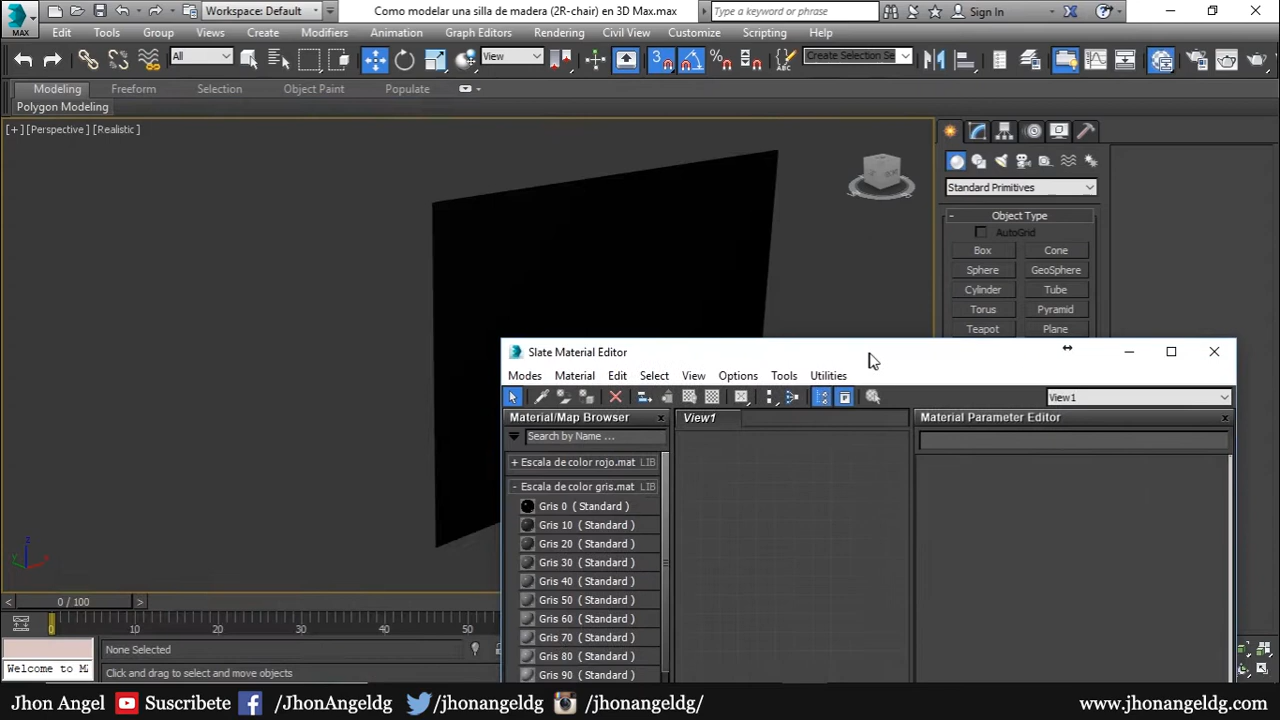 MAX
Workspace: Default
Como modelar una silla de madera (2R-chair) en 3D Max.max
Type a keyword or phrase
Sign In
Edit Tools Group Views Create Modifiers Animation Graph Editors Rendering Civil View Customize Scripting Help
All
View
3
Create Selection Se
Modeling Freeform Selection Object Paint Populate
Polygon Modeling
[+] [Perspective] [Realistic]
Standard Primitives
- Object Type
AutoGrid
Box Cone
Sphere GeoSphere
Cylinder Tube
Torus Pyramid
Teapot Plane
Slate Material Editor
Modes Material Edit Select View Options Tools Utilities
View1
Material/Map Browser
View1
Material Parameter Editor
Search by Name ...
+ Escala de color rojo.mat LIB
- Escala de color gris.mat LIB
Gris 0 ( Standard )
Gris 10 ( Standard )
Gris 20 ( Standard )
Gris 30 ( Standard )
Gris 40 ( Standard )
Gris 50 ( Standard )
Gris 60 ( Standard )
Gris 70 ( Standard )
Gris 80 ( Standard )
Gris 90 ( Standard )
z
y
x
< 0 / 100 >
0 10 20 30 40 50
None Selected
Welcome to M
Click and drag to select and move objects
Jhon Angel Suscribete /JhonAngeldg /jhonangeldg /jhonangeldg/ www.jhonangeldg.com